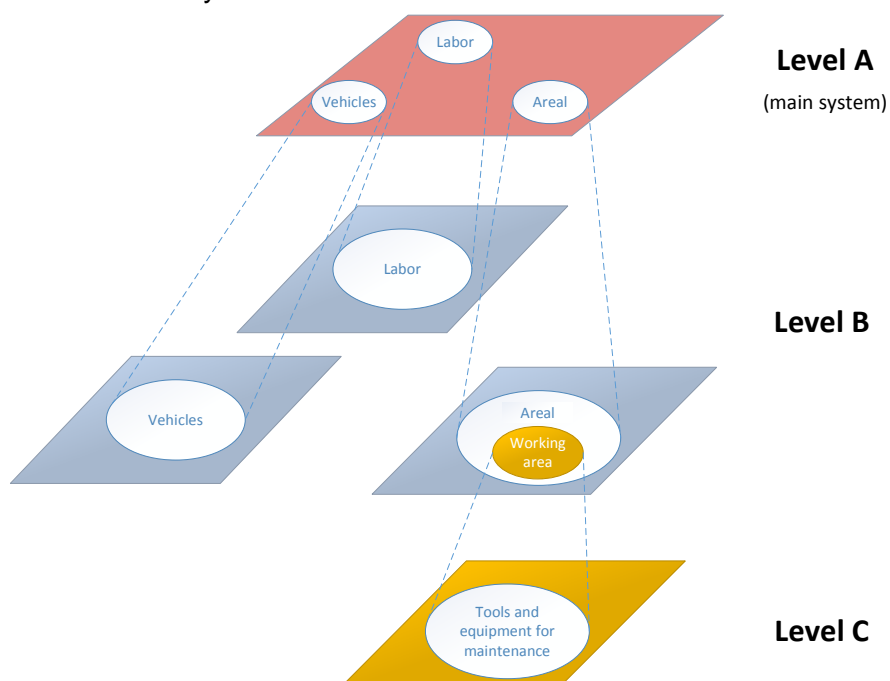 Labor
Level A
Vehicles
Areal
(main system)
Labor
Level B
Vehicles
Areal
Working
area
Tools and
equipment for
maintenance
Level C